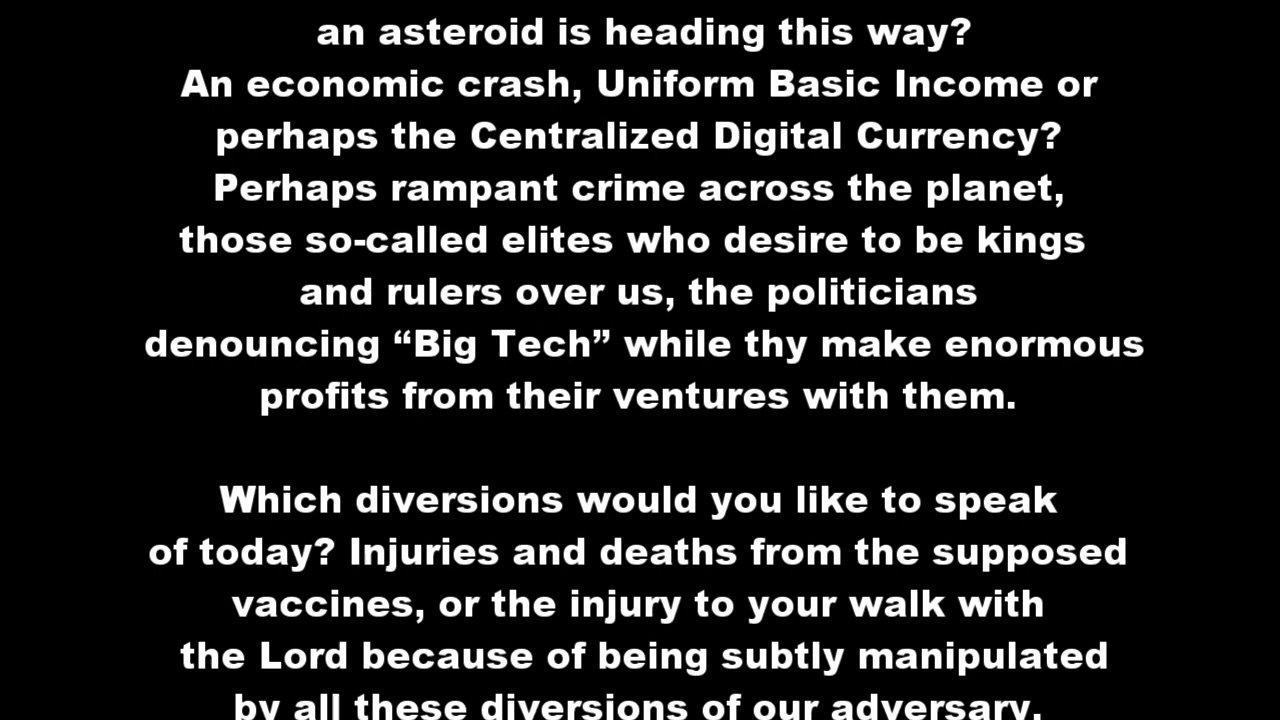 an asteroid is heading this way?
An economic crash, Uniform Basic Income or
perhaps the Centralized Digital Currency?
Perhaps rampant crime across the planet,
those so-called elites who desire to be kings
and rulers over us, the politicians
denouncing “Big Tech” while thy make enormous
profits from their ventures with them.
Which diversions would you like to speak
of today? Injuries and deaths from the supposed
vaccines, or the injury to your walk with
the Lord because of being subtly manipulated
by all these diversions of our adversary.